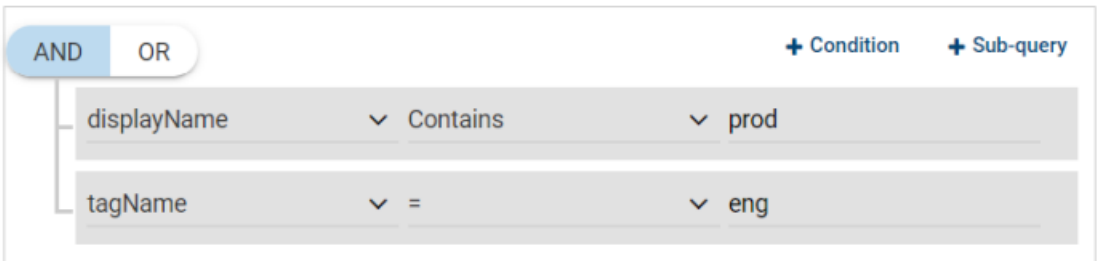 AND OR + Condition + Sub-query
displayName Contains prod
tagName = eng